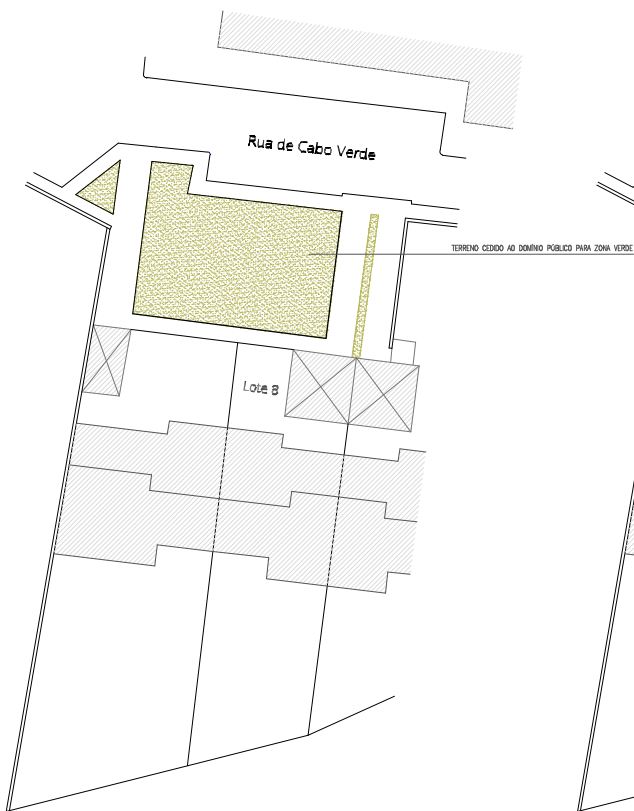 Rua de Cabo Verde
TERRENO CEDIDO AO DOMÍNIO PÚBLICO PARA ZONA VERDE
Lote 8